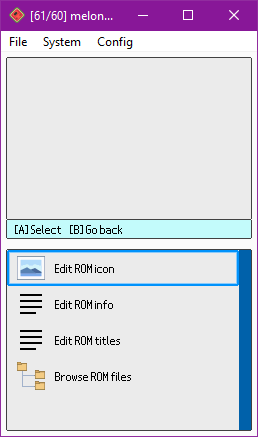 [61/60] melon...
File System Config
[A]Select [B]Go back
Edit ROM icon
Edit ROM info
Edit ROM titles
Browse ROM files